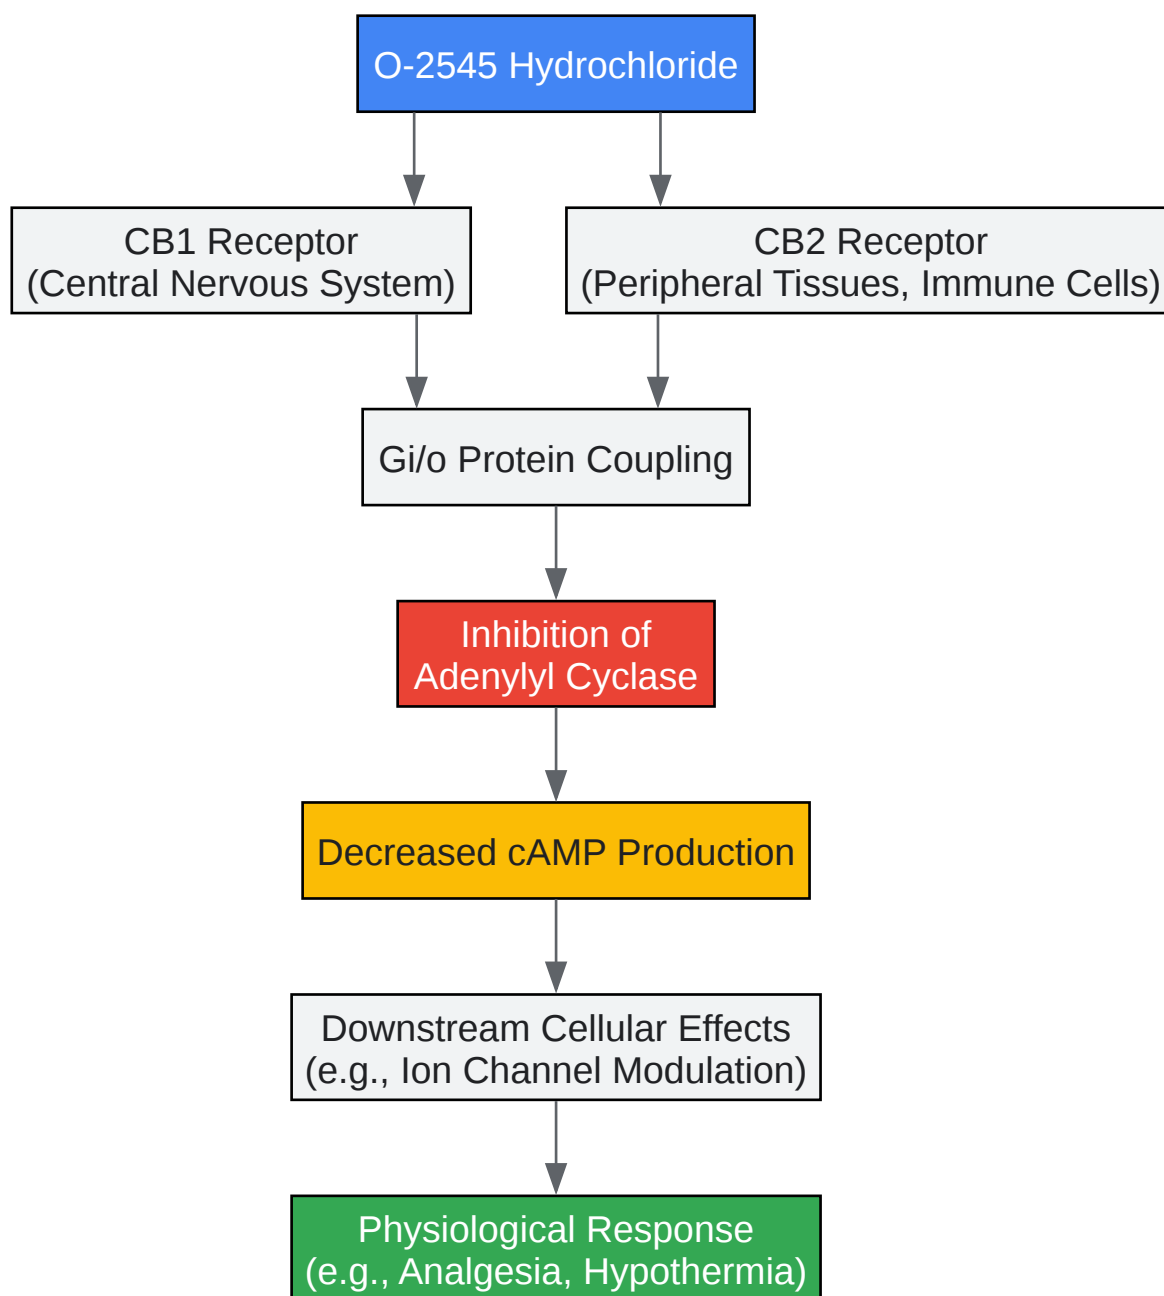 O-2545 Hydrochloride
CB1 Receptor
(Central Nervous System)
CB2 Receptor
(Peripheral Tissues, Immune Cells)
Gi/o Protein Coupling
Inhibition of
Adenylyl Cyclase
Decreased cAMP Production
Downstream Cellular Effects
(e.g., Ion Channel Modulation)
Physiological Response
(e.g., Analgesia, Hypothermia)